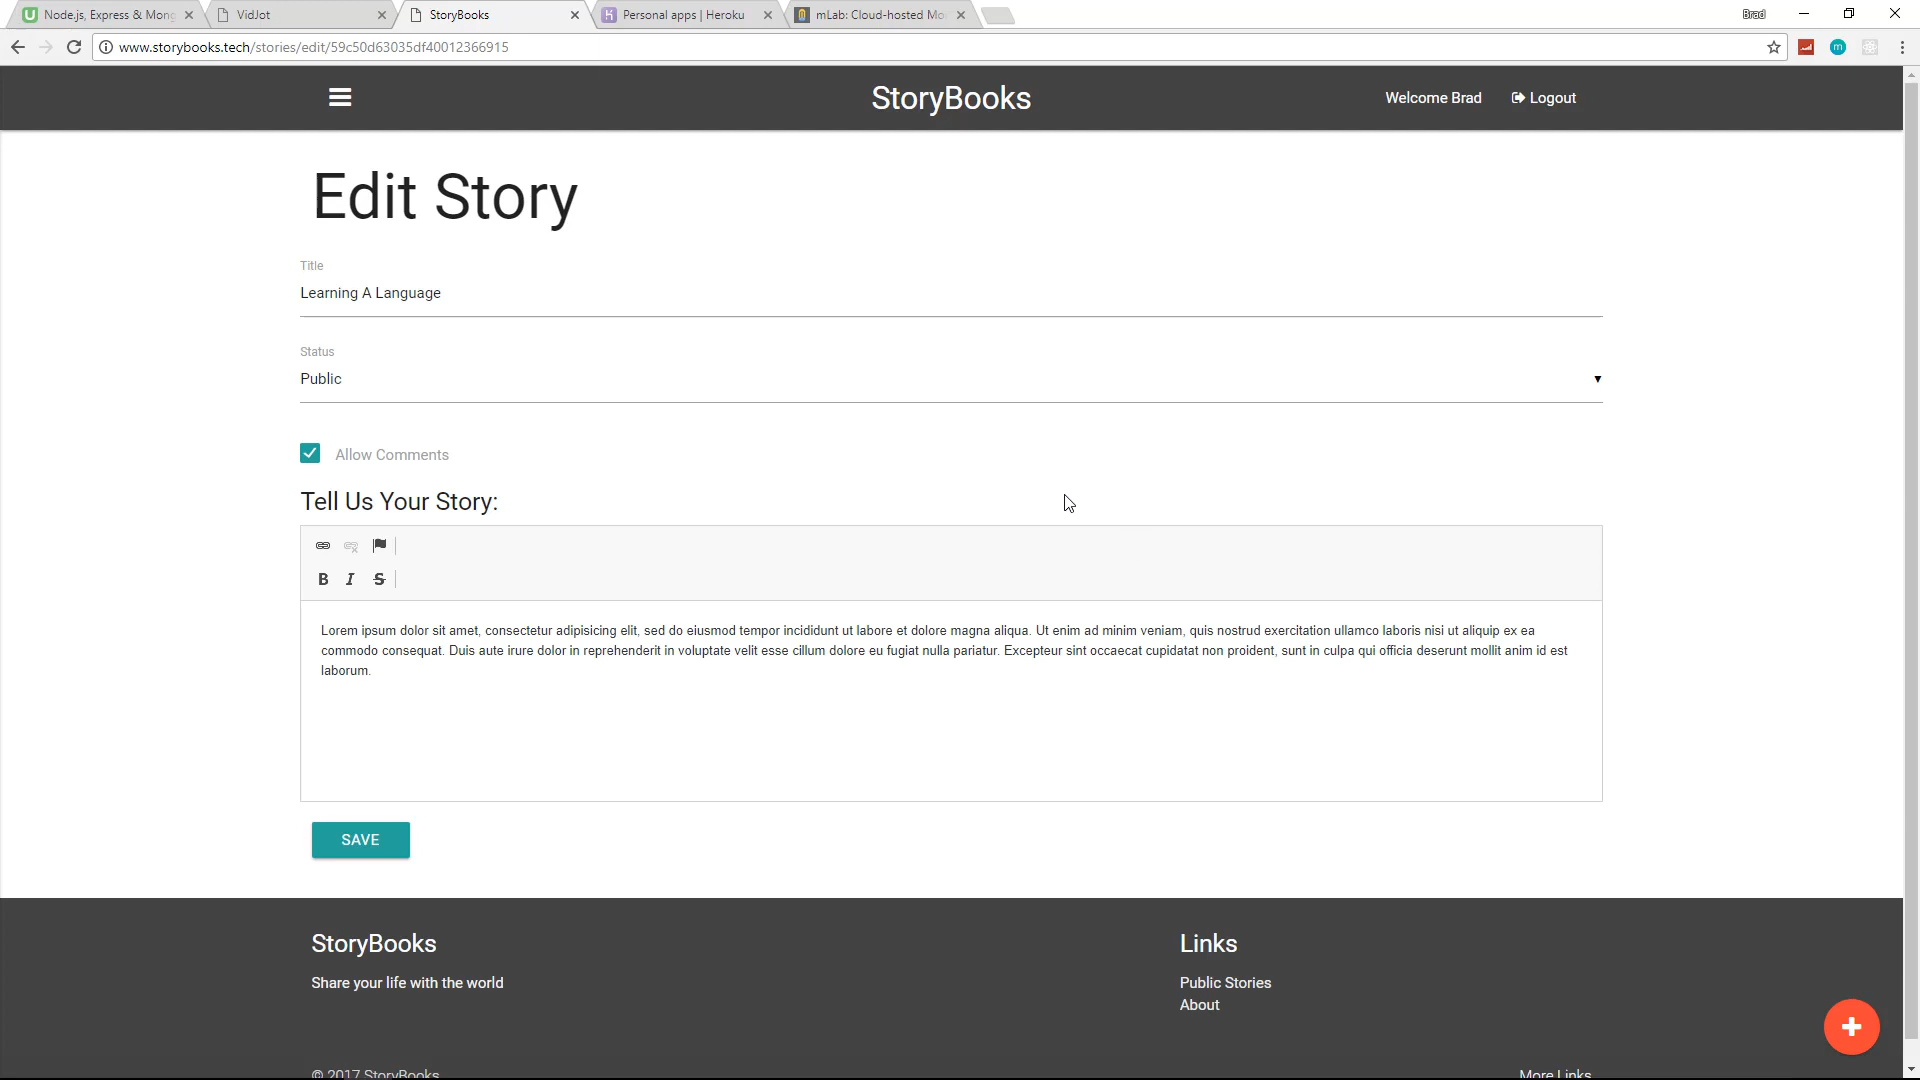 Node.js, Express & Mong
VidJot
StoryBooks
Personal apps | Heroku
mLab: Cloud-hosted Mo
Brad
www.storybooks.tech/stories/edit/59c50d63035df40012366915
StoryBooks
Welcome Brad
Logout
Edit Story
Title
Learning A Language
Status
Public
Allow Comments
Tell Us Your Story:
B I S
Lorem ipsum dolor sit amet, consectetur adipisicing elit, sed do eiusmod tempor incididunt ut labore et dolore magna aliqua. Ut enim ad minim veniam, quis nostrud exercitation ullamco laboris nisi ut aliquip ex ea
commodo consequat. Duis aute irure dolor in reprehenderit in voluptate velit esse cillum dolore eu fugiat nulla pariatur. Excepteur sint occaecat cupidatat non proident, sunt in culpa qui officia deserunt mollit anim id est
laborum.
SAVE
StoryBooks
Share your life with the world
Links
Public Stories
About
© 2017 StoryBooks
More Links